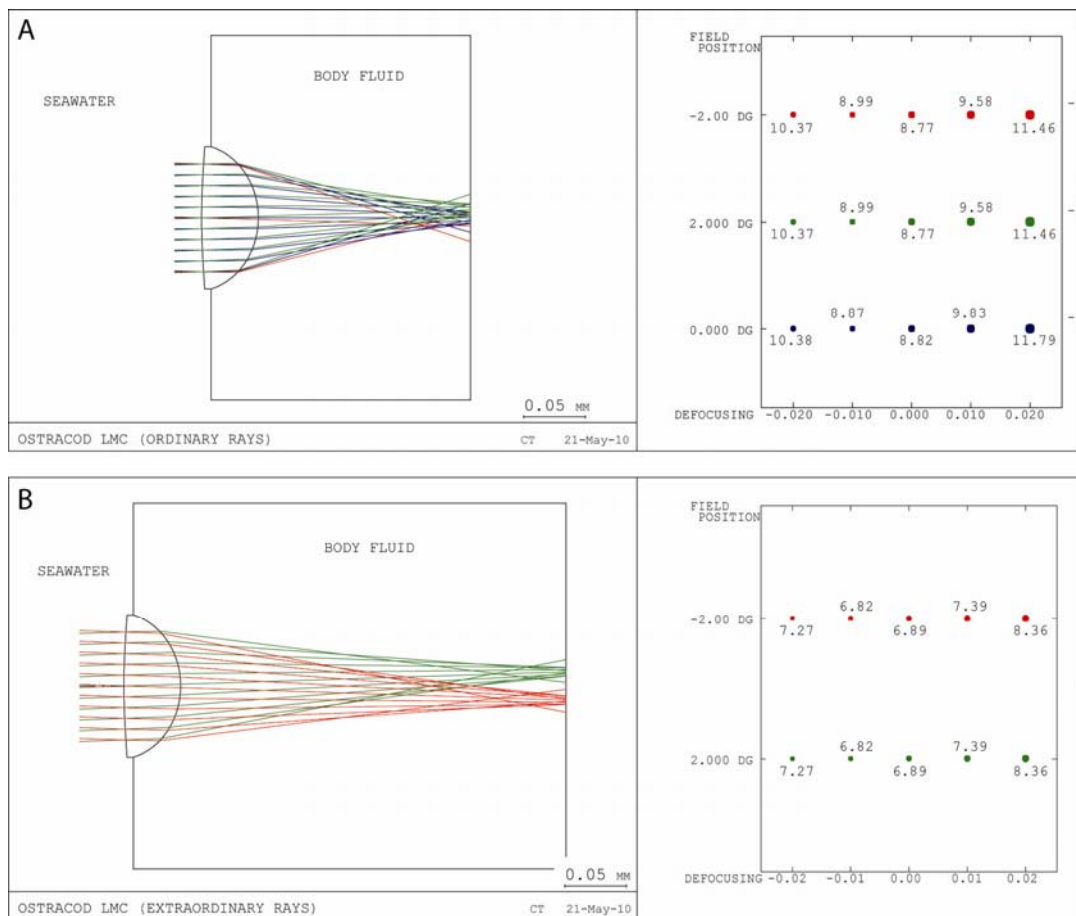 A
SEAWATER
BODY FLUID
0.05 MM
OSTRACOD LMC (ORDINARY RAYS)
CT 21-May-10
FIELD
POSITION
8.99 9.58
-2.00 DG
10.37 8.77 11.46
8.99 9.58
2.000 DG
10.37 8.77 11.46
8.87 9.83
0.000 DG
10.38 8.82 11.79
DEFOCUSING -0.020 -0.010 0.000 0.010 0.020
B
SEAWATER
BODY FLUID
0.05 MM
OSTRACOD LMC (EXTRAORDINARY RAYS)
CT 21-May-10
FIELD
POSITION
6.82 7.39
-2.00 DG
7.27 6.89 8.36
6.82 7.39
2.000 DG
7.27 6.89 8.36
DEFOCUSING -0.02 -0.01 0.00 0.01 0.02